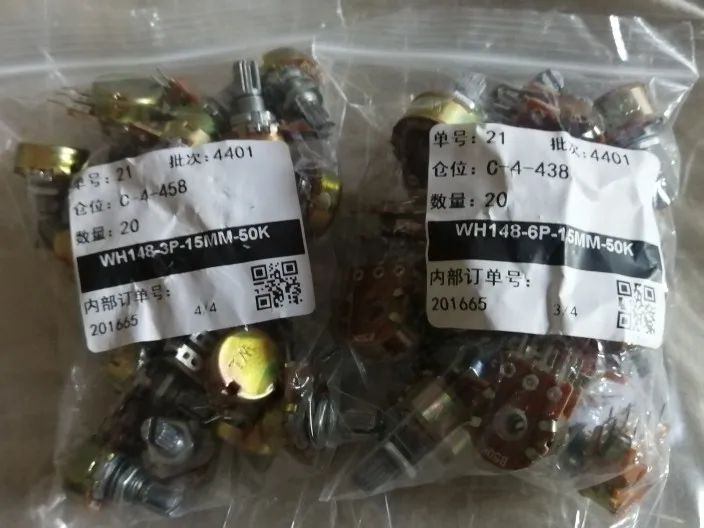 单号: 21 批次: 4401
仓位: C-4-458
数量: 20
WH148-3P-15MM-50K
内部订单号:
201665 4/4
单号: 21 批次: 4401
仓位: C-4-438
数量: 20
WH148-6P-15MM-50K
内部订单号:
201665 3/4